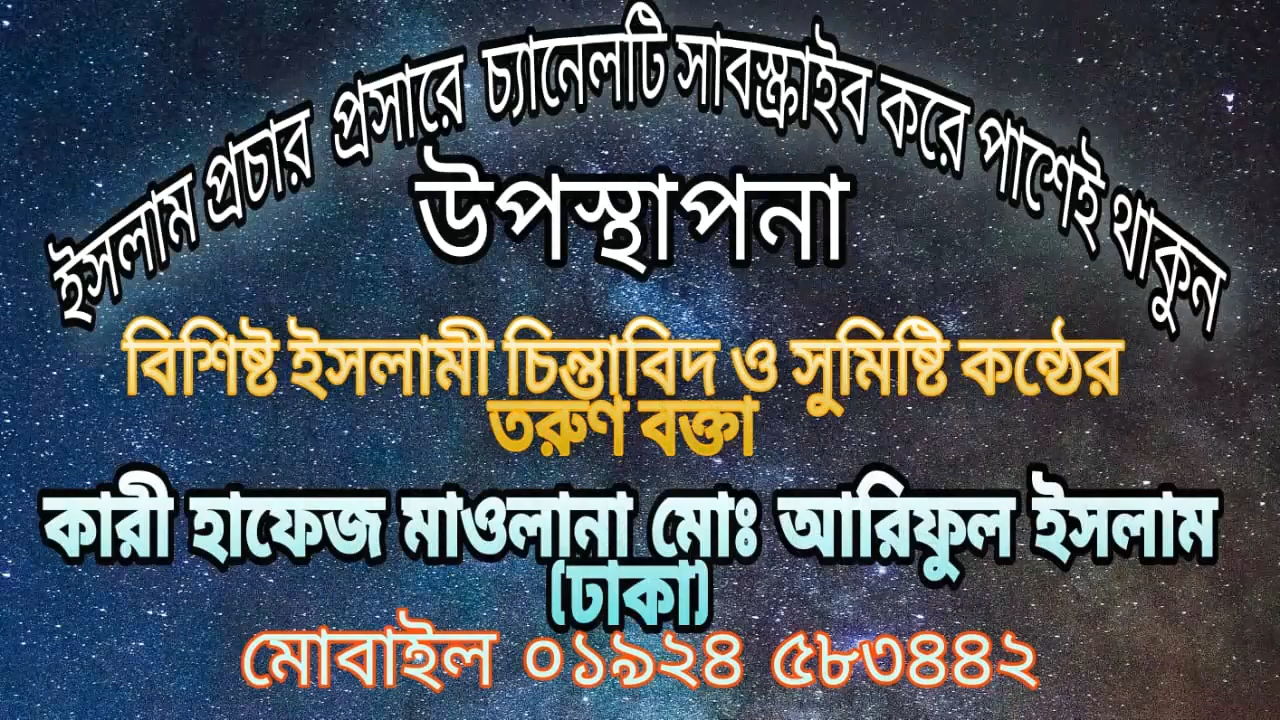 ইসলাম প্রচার প্রসারে চ্যানেলটি সাবস্ক্রাইব করে পাশেই থাকুন
উপস্থাপনা
বিশিষ্ট ইসলামী চিন্তাবিদ ও সুমিষ্টি কন্ঠের
তরুণ বক্তা
কারী হাফেজ মাওলানা মোঃ আরিফুল ইসলাম
(ঢাকা)
মোবাইল ০১৯২৪ ৫৮৩৪৪২